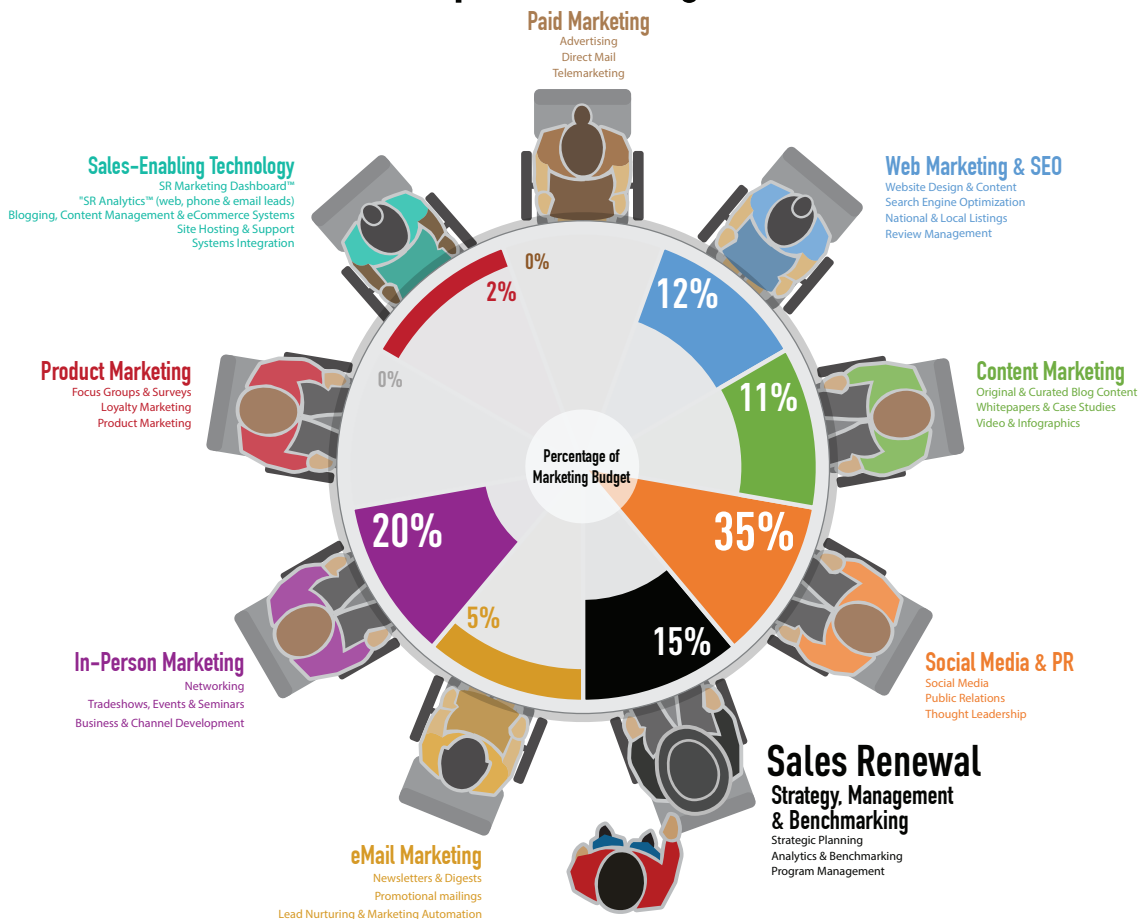 Paid Marketing
Advertising
Direct Mail
Telemarketing
Sales-Enabling Technology
SR Marketing Dashboard™
"SR Analytics™ (web, phone & email leads)
Blogging, Content Management & eCommerce Systems
Site Hosting & Support
Systems Integration
Web Marketing & SEO
Website Design & Content
Search Engine Optimization
National & Local Listings
Review Management
0%
2%
12%
0%
11%
Product Marketing
Focus Groups & Surveys
Loyalty Marketing
Product Marketing
Content Marketing
Original & Curated Blog Content
Whitepapers & Case Studies
Video & Infographics
Percentage of
Marketing Budget
20%
35%
5%
15%
In-Person Marketing
Networking
Tradeshows, Events & Seminars
Business & Channel Development
Social Media & PR
Social Media
Public Relations
Thought Leadership
Sales Renewal
Strategy, Management
& Benchmarking
Strategic Planning
Analytics & Benchmarking
Program Management
eMail Marketing
Newsletters & Digests
Promotional mailings
Lead Nurturing & Marketing Automation